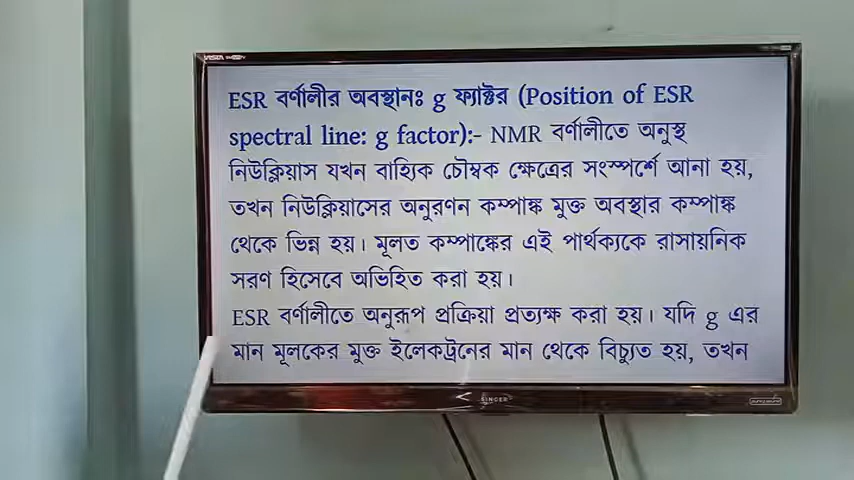 ESR বর্ণালীর অবস্থানঃ g ফ্যাক্টর (Position of ESR
spectral line: g factor):- NMR বর্ণালীতে অনুস্থ
নিউক্লিয়াস যখন বাহ্যিক চৌম্বক ক্ষেত্রের সংস্পর্শে আনা হয়,
তখন নিউক্লিয়াসের অনুরণন কম্পাঙ্ক মুক্ত অবস্থার কম্পাঙ্ক
থেকে ভিন্ন হয়। মূলত কম্পাঙ্কের এই পার্থক্যকে রাসায়নিক
সরণ হিসেবে অভিহিত করা হয়।
ESR বর্ণালীতে অনুরূপ প্রক্রিয়া প্রত্যক্ষ করা হয়। যদি g এর
মান মূলকের মুক্ত ইলেকট্রনের মান থেকে বিচ্যুত হয়, তখন
SINGER